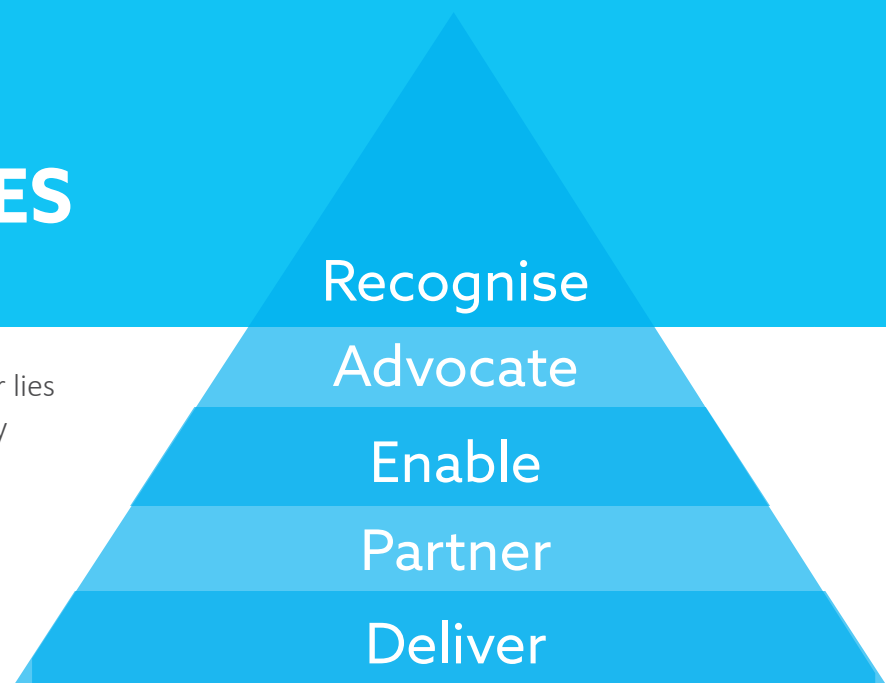 ES
Recognise
Advocate
r lies
y
Enable
Partner
Deliver